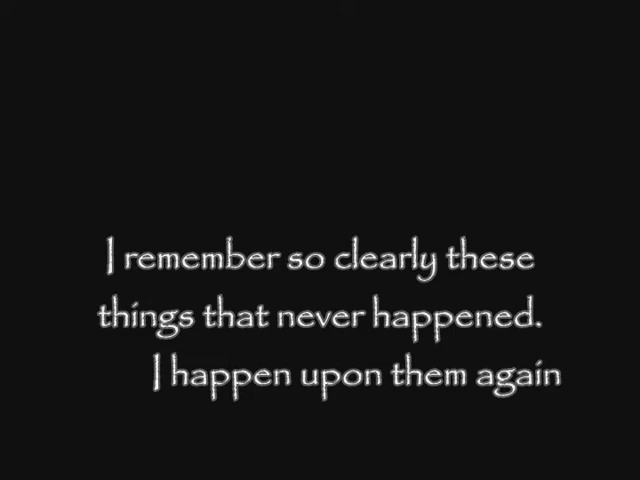 I remember so clearly these
things that never happened.
I happen upon them again